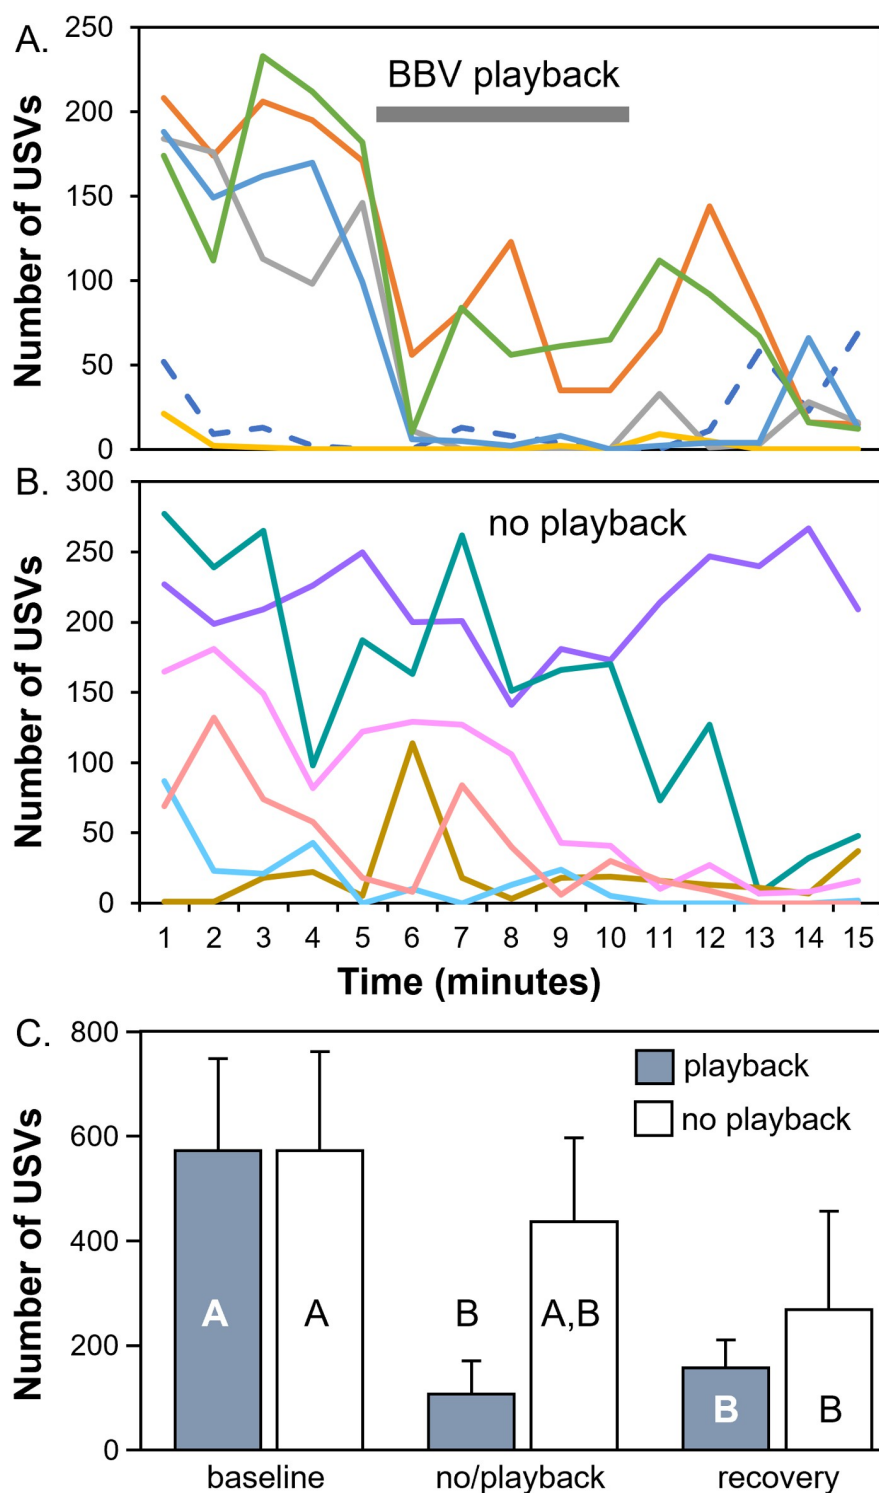 A.
250
BBV playback
200
150
100
50
0
Number of USVs
B.
300
no playback
250
200
150
100
50
0
Number of USVs
1 2 3 4 5 6 7 8 9 10 11 12 13 14 15
Time (minutes)
C.
800
playback
no playback
600
400
200
0
Number of USVs
A A B A,B B B
baseline no/playback recovery